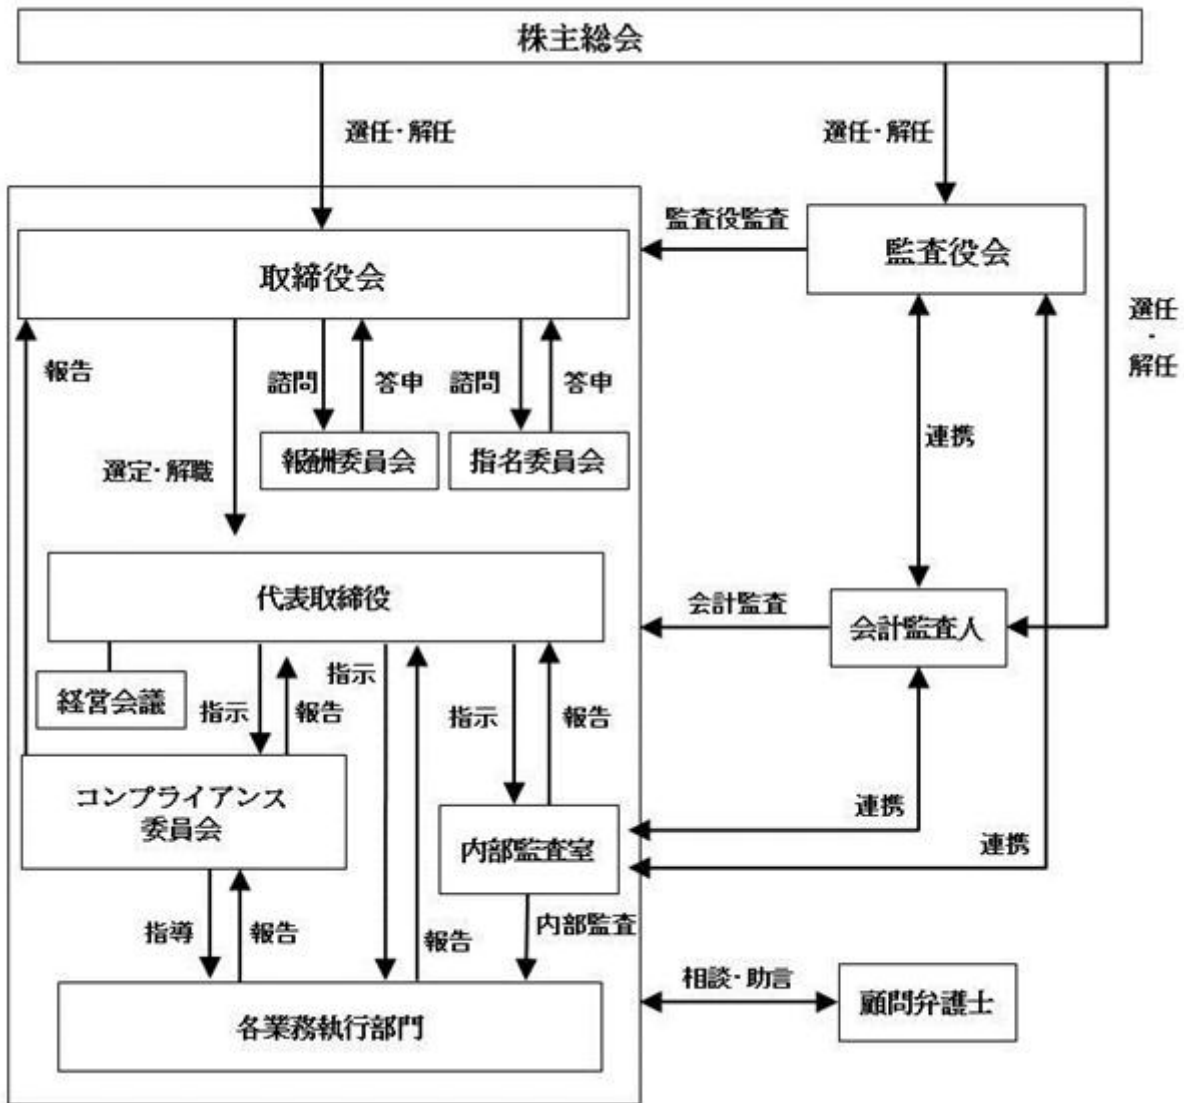 株主総会
選任・解任
選任・解任
監査役監査
監査役会
取締役会
選任
・
解任
報告
諮問
答申
諮問
答申
連携
報酬委員会
指名委員会
選定・解職
代表取締役
会計監査
会計監査人
経営会議
指示
報告
指示
指示
報告
コンプライアンス
委員会
内部監査室
連携
連携
指導
報告
報告
内部監査
相談・助言
顧問弁護士
各業務執行部門